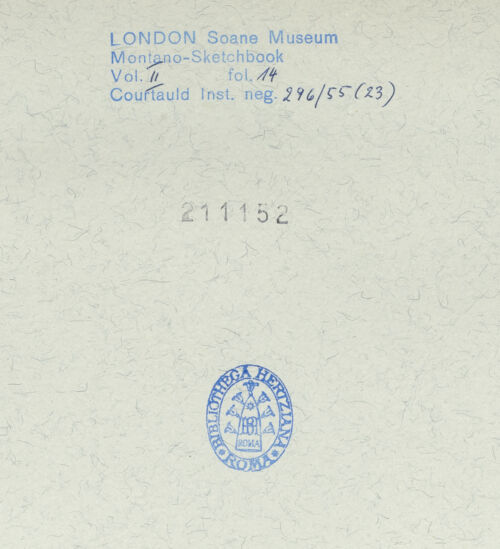 LONDON Soane Museum
Montano-Sketchbook
Vol. II fol. 14
Courtauld Inst. neg. 296/55 (23)
211152
BIBLIOTHECA HERTZIANA
ROMA
ROMA